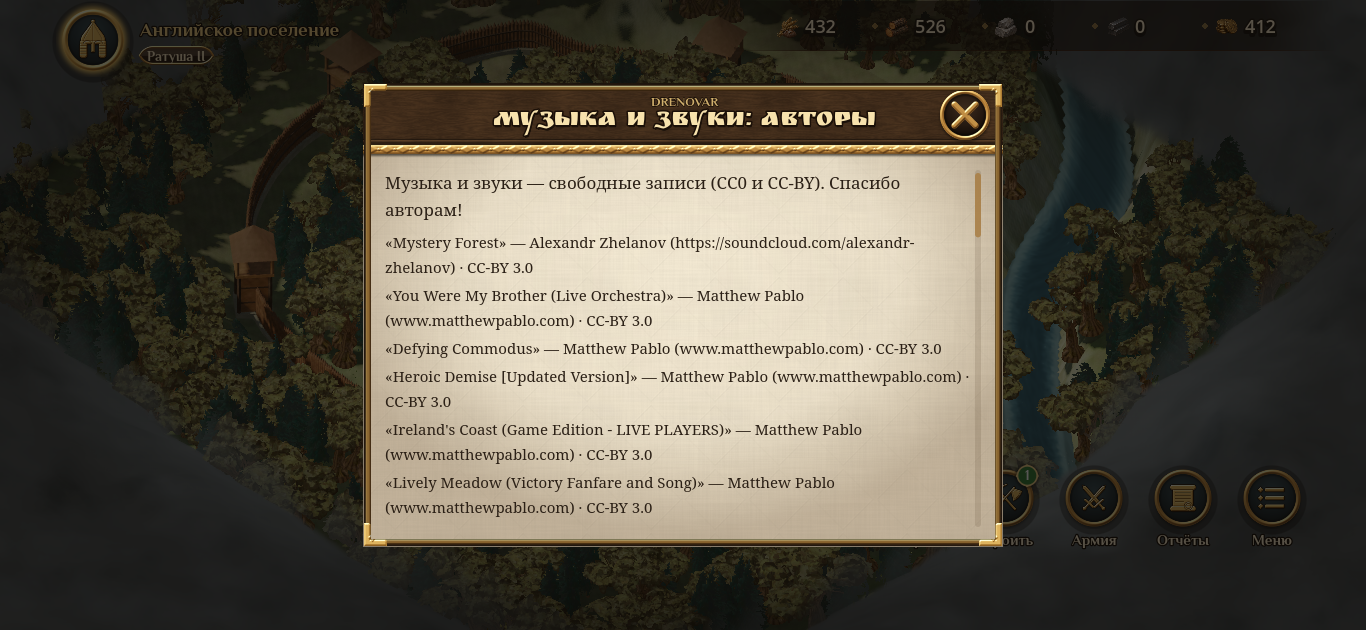 Английское поселение
Ратуша II
432
526
0
0
412
DRENOVAR
музыка и звуки: авторы
Музыка и звуки — свободные записи (CC0 и CC-BY). Спасибо
авторам!
«Mystery Forest» — Alexandr Zhelanov (https://soundcloud.com/alexandr-
zhelanov) · CC-BY 3.0
«You Were My Brother (Live Orchestra)» — Matthew Pablo
(www.matthewpablo.com) · CC-BY 3.0
«Defying Commodus» — Matthew Pablo (www.matthewpablo.com) · CC-BY 3.0
«Heroic Demise [Updated Version]» — Matthew Pablo (www.matthewpablo.com) ·
CC-BY 3.0
«Ireland's Coast (Game Edition - LIVE PLAYERS)» — Matthew Pablo
(www.matthewpablo.com) · CC-BY 3.0
«Lively Meadow (Victory Fanfare and Song)» — Matthew Pablo
(www.matthewpablo.com) · CC-BY 3.0
1
Армия
Отчёты
Меню